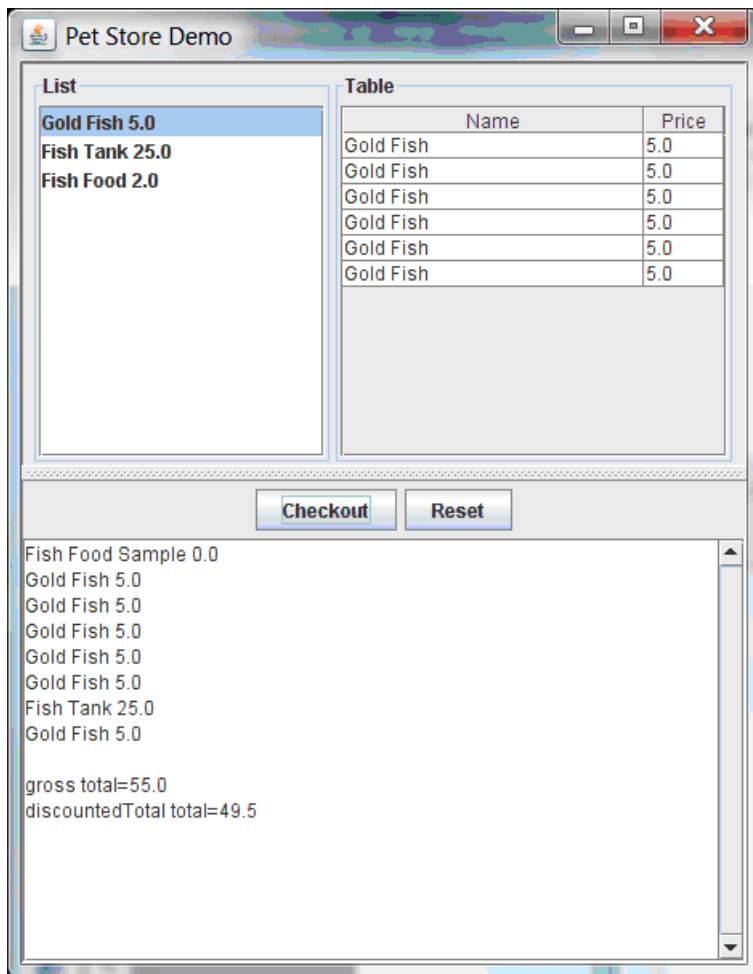 Pet Store Demo
List
Gold Fish 5.0
Fish Tank 25.0
Fish Food 2.0
Table
Name Price
Gold Fish 5.0
Gold Fish 5.0
Gold Fish 5.0
Gold Fish 5.0
Gold Fish 5.0
Gold Fish 5.0
Checkout Reset
Fish Food Sample 0.0
Gold Fish 5.0
Gold Fish 5.0
Gold Fish 5.0
Gold Fish 5.0
Gold Fish 5.0
Fish Tank 25.0
Gold Fish 5.0
gross total=55.0
discountedTotal total=49.5